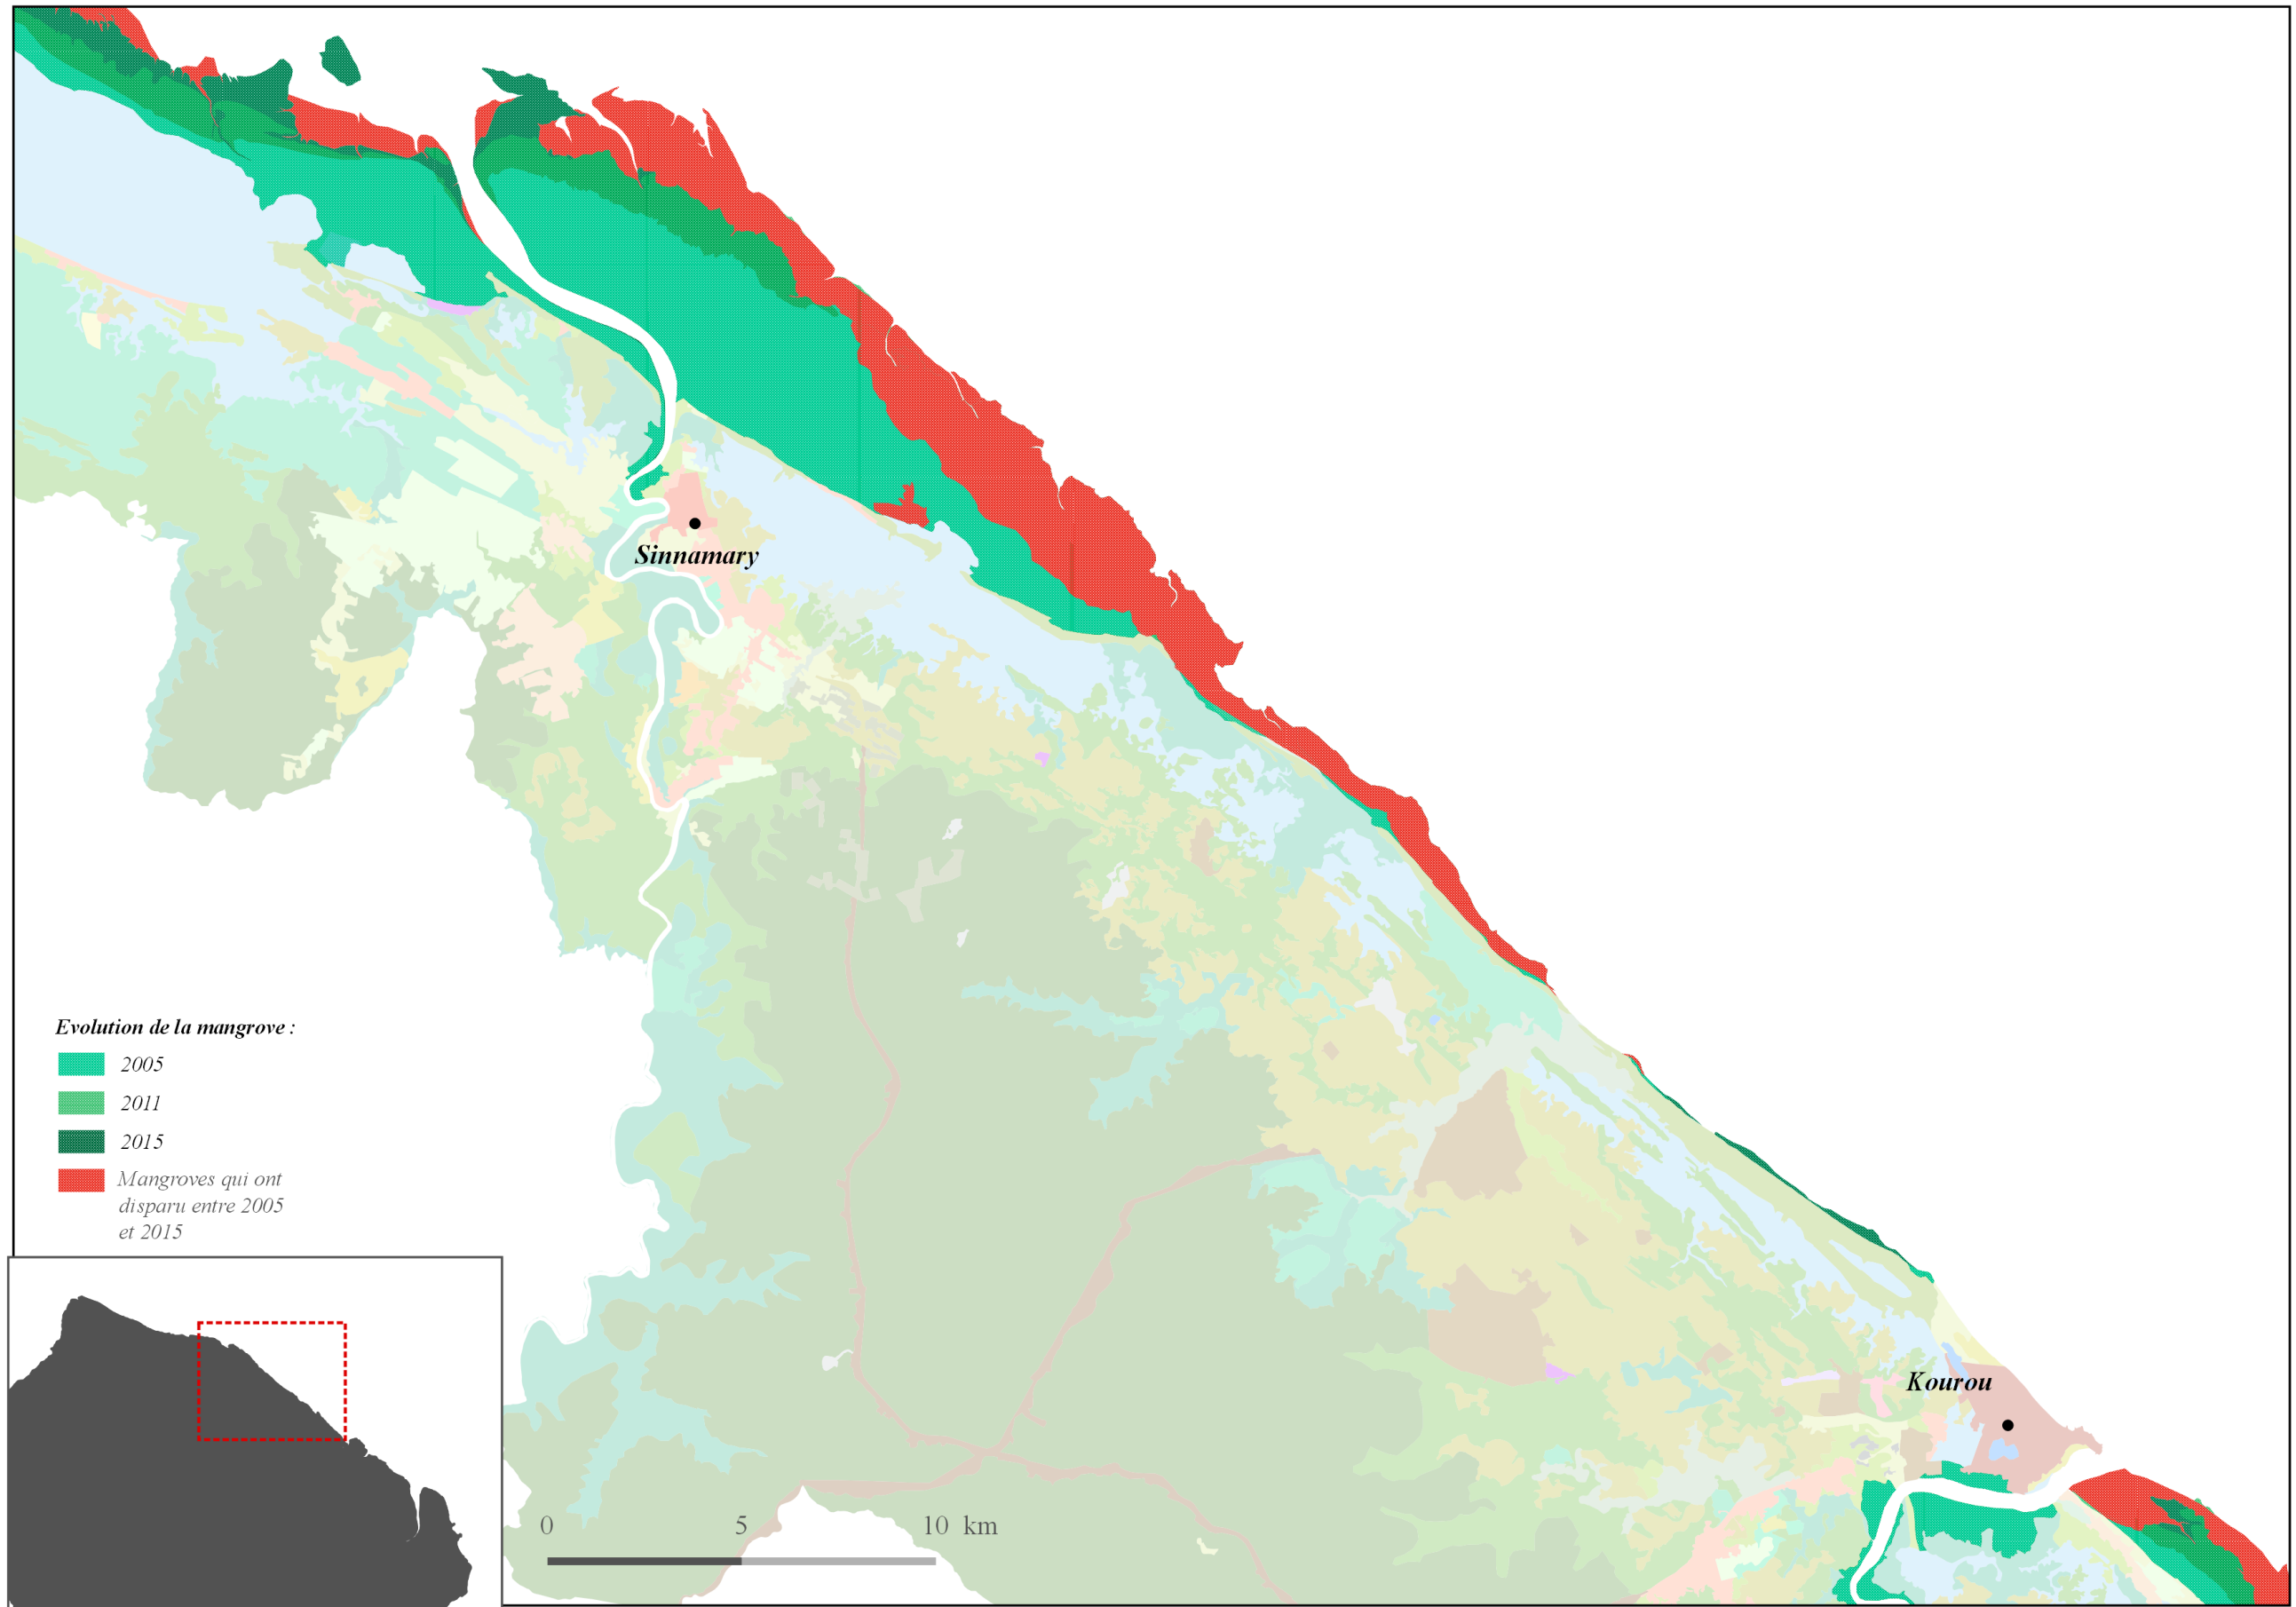 Sinnamary
Evolution de la mangrove :
2005
2011
2015
Mangroves qui ont
disparu entre 2005
et 2015
Kourou
0 5 10 km